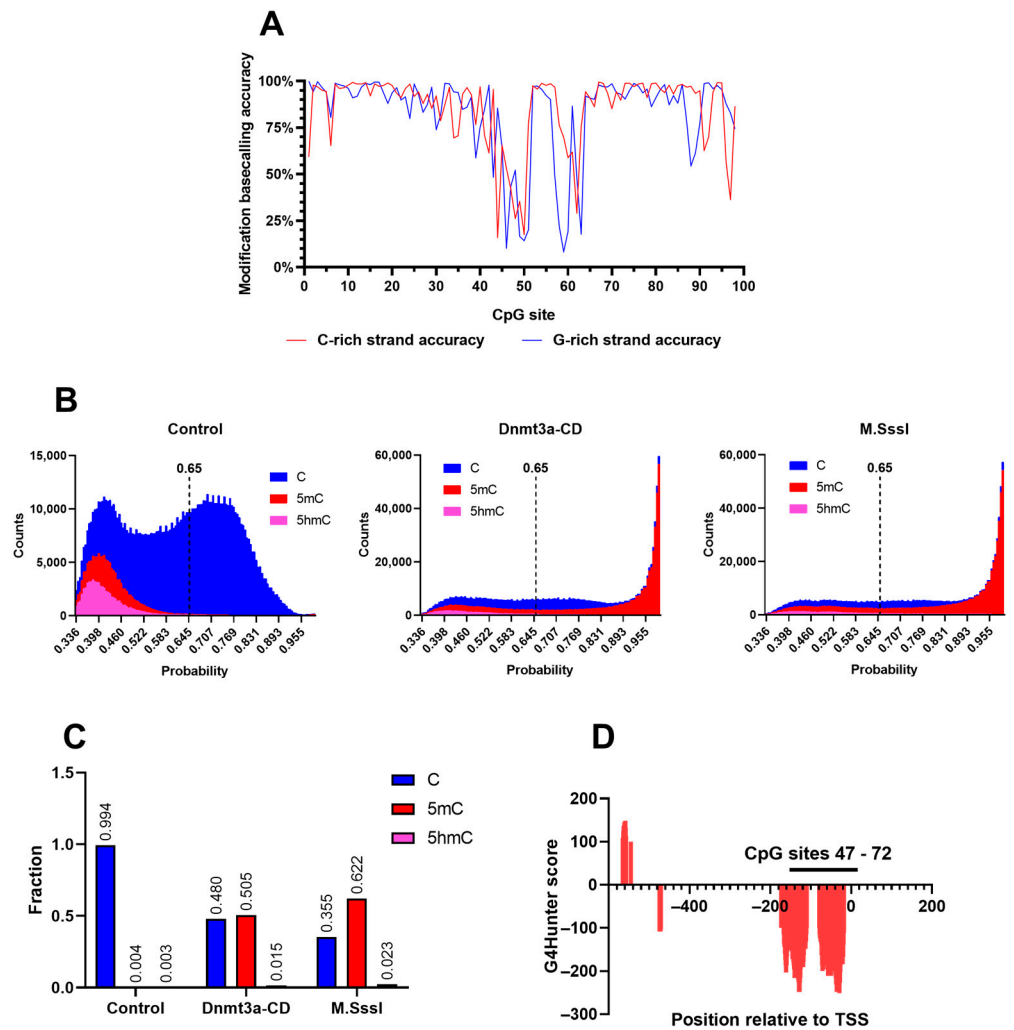 A
Modification basecalling accuracy
100%
75%
50%
25%
0%
0 10 20 30 40 50 60 70 80 90 100
CpG site
C-rich strand accuracy
G-rich strand accuracy
B
Control
15,000
10,000
5,000
0
Counts
0.65
C
5mC
5hmC
0.336 0.398 0.460 0.522 0.583 0.645 0.707 0.769 0.831 0.893 0.955
Probability
Dnmt3a-CD
60,000
40,000
20,000
0
Counts
0.65
C
5mC
5hmC
0.336 0.398 0.460 0.522 0.583 0.645 0.707 0.769 0.831 0.893 0.955
Probability
M.SssI
60,000
40,000
20,000
0
Counts
0.65
C
5mC
5hmC
0.336 0.398 0.460 0.522 0.583 0.645 0.707 0.769 0.831 0.893 0.955
Probability
C
Fraction
1.5
1.0
0.5
0.0
0.994
0.004
0.003
0.480
0.505
0.015
0.355
0.622
0.023
Control
Dnmt3a-CD
M.SssI
C
5mC
5hmC
D
G4Hunter score
200
100
0
−100
−200
−300
CpG sites 47 - 72
−400 −200 0 200
Position relative to TSS